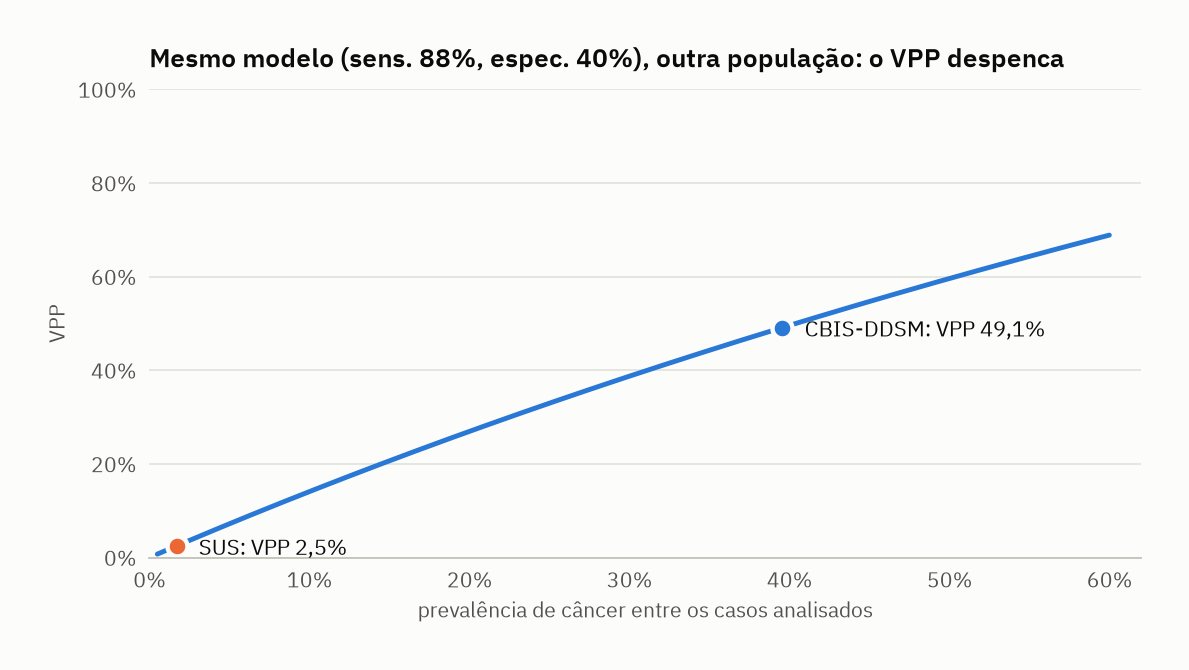 Mesmo modelo (sens. 88%, espec. 40%), outra população: o VPP despenca
100%
80%
60%
40%
20%
0%
VPP
CBIS-DDSM: VPP 49,1%
SUS: VPP 2,5%
0%
10%
20%
30%
40%
50%
60%
prevalência de câncer entre os casos analisados